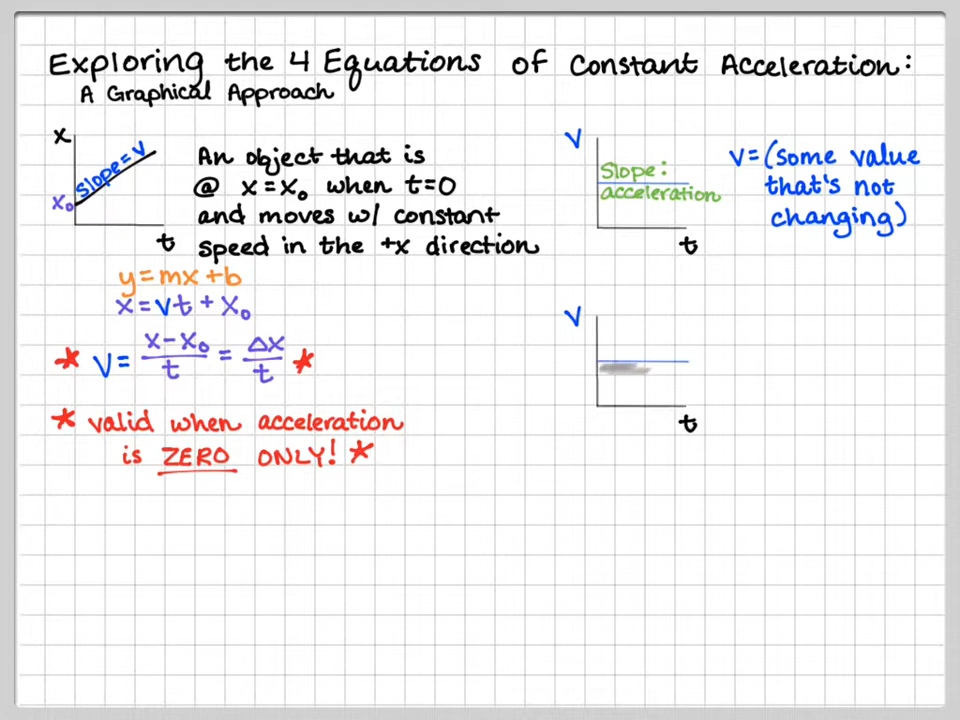 Exploring the 4 Equations of Constant Acceleration:
A Graphical Approach
x
Slope = v
x₀
t
An object that is
@ x = x₀ when t=0
and moves w/ constant
speed in the +x direction
y = mx + b
x = vt + x₀
* v = (x - x₀)/t = Δx/t *
* valid when acceleration
is ZERO ONLY! *
v
Slope:
acceleration
t
v = (some value
that's not
changing)
v
t